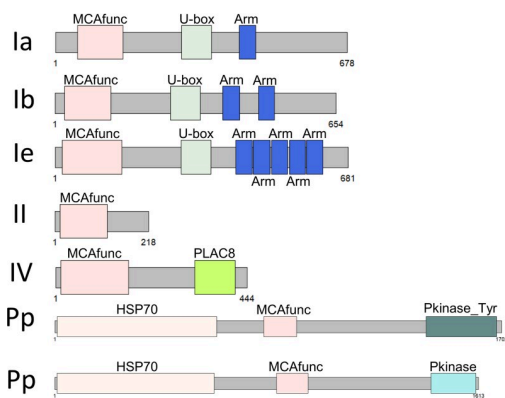 MCAfunc U-box Arm
Ia
1 678
MCAfunc U-box Arm Arm
Ib
1 654
MCAfunc U-box Arm Arm Arm
Ie
1 Arm Arm 681
MCAfunc
II
1 218
MCAfunc PLAC8
IV
1 444
HSP70 MCAfunc Pkinase_Tyr
Pp
1 170
HSP70 MCAfunc Pkinase
Pp
1 1613